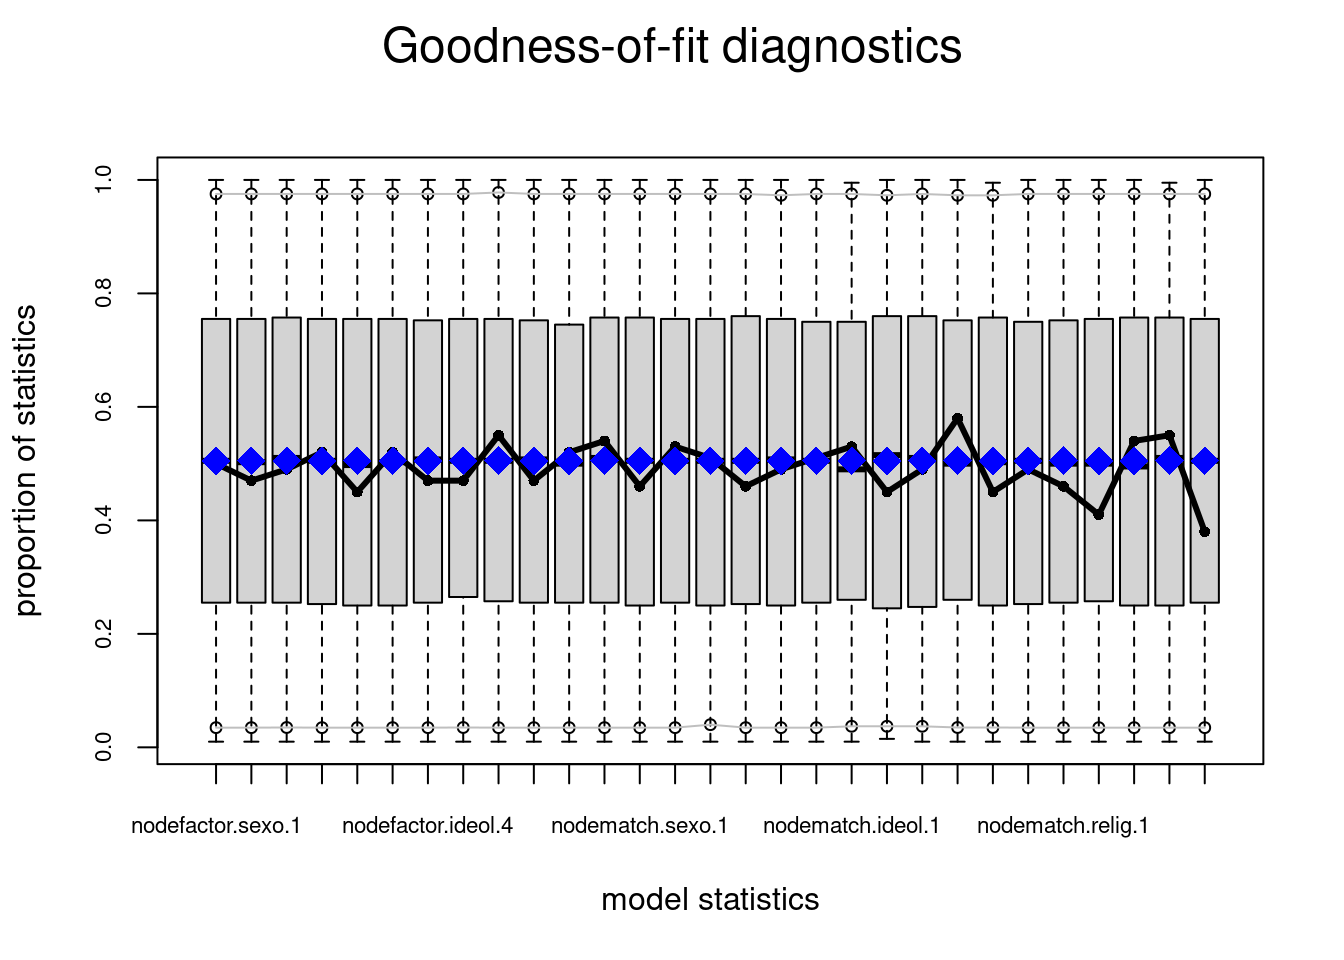 Goodness-of-fit diagnostics
proportion of statistics
1.0
0.8
0.6
0.4
0.2
0.0
nodefactor.sexo.1 nodefactor.ideol.4 nodematch.sexo.1 nodematch.ideol.1 nodematch.relig.1
model statistics